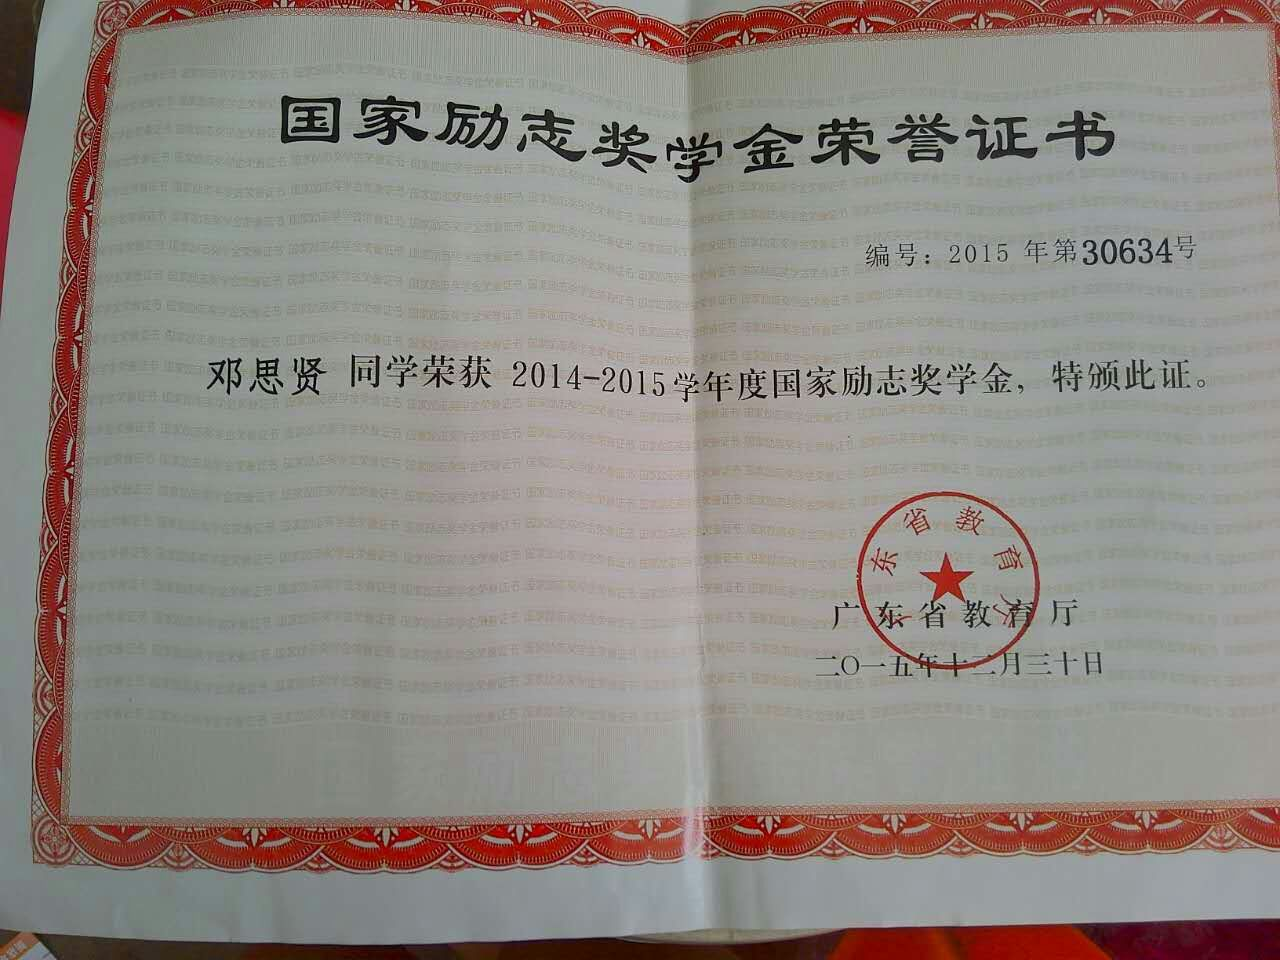 国家励志奖学金荣誉证书
编号：2015 年第30634号
邓思贤 同学荣获 2014-2015学年度国家励志奖学金，特颁此证。
广东省教育厅
广东省教育厅
二〇一五年十二月三十日